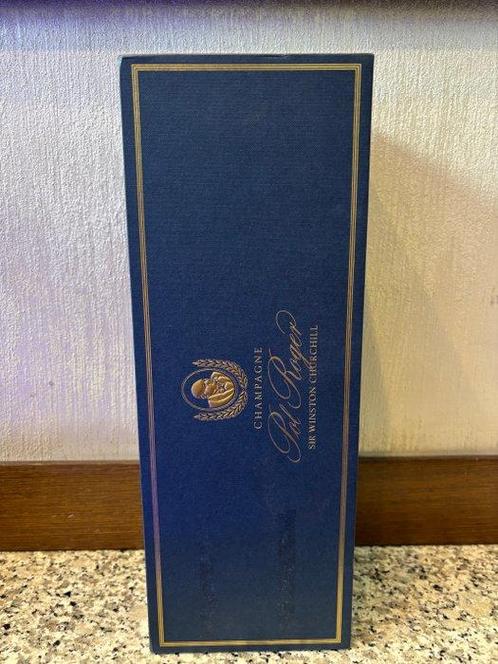 CHAMPAGNE
Pol Roger
SIR WINSTON CHURCHILL